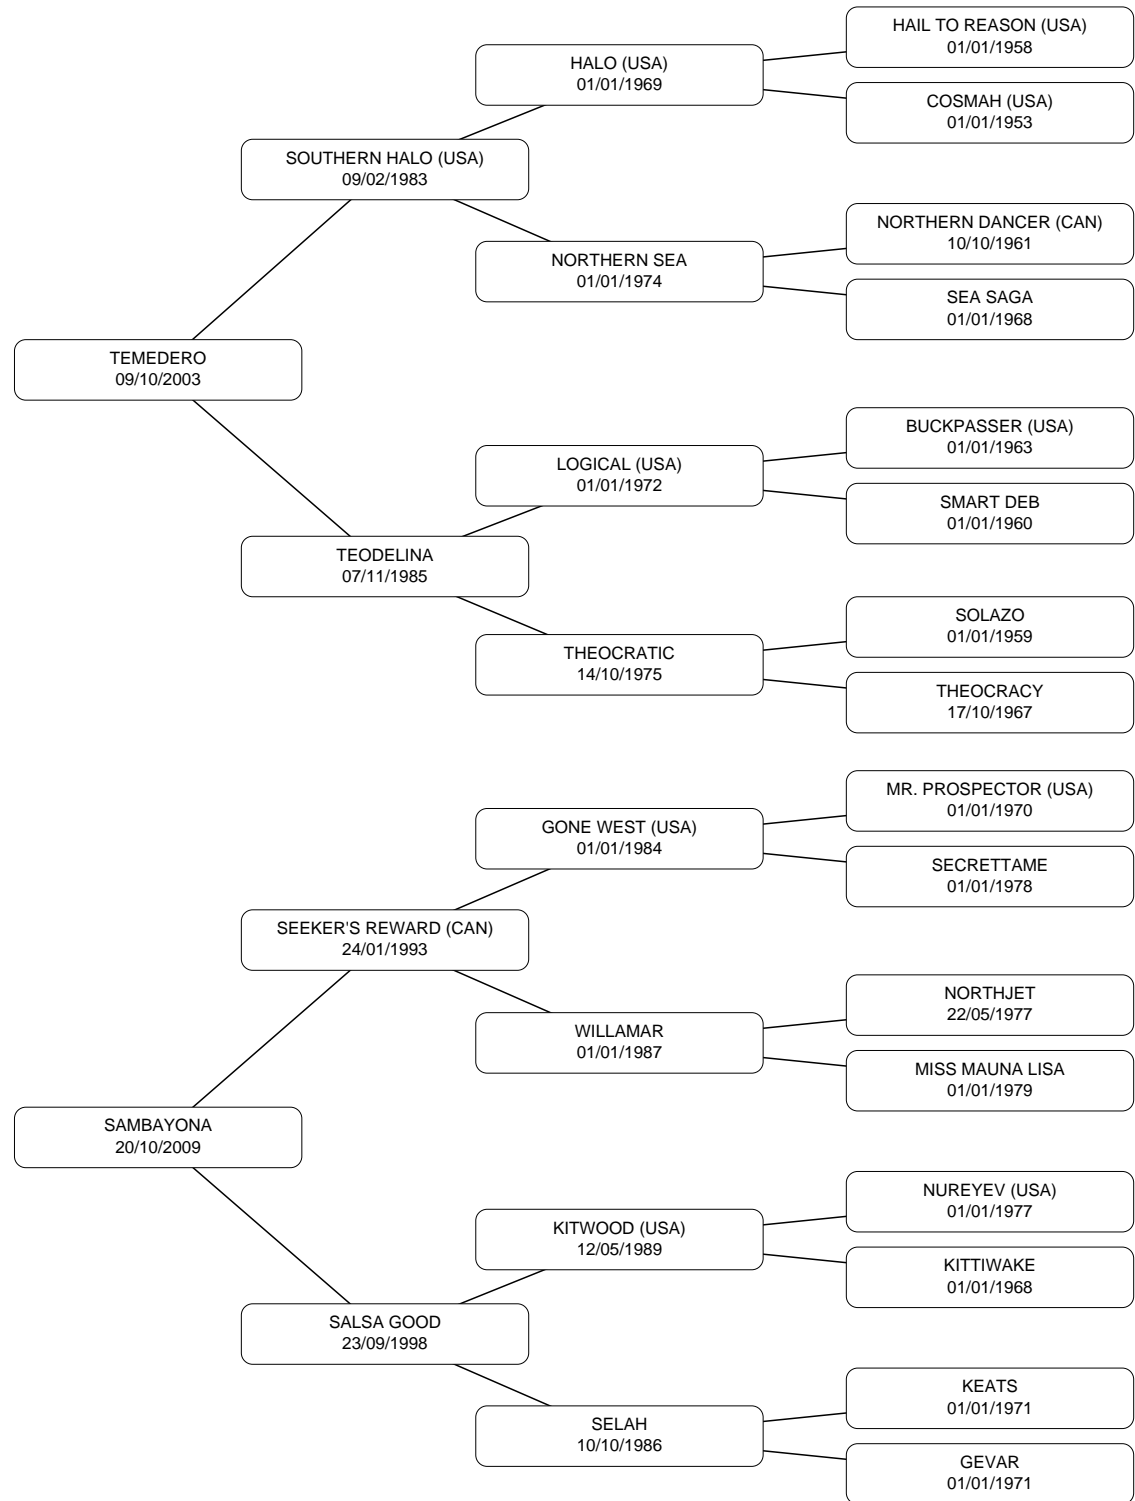 HAIL TO REASON (USA)
01/01/1958
HALO (USA)
01/01/1969
COSMAH (USA)
01/01/1953
SOUTHERN HALO (USA)
09/02/1983
NORTHERN DANCER (CAN)
10/10/1961
NORTHERN SEA
01/01/1974
SEA SAGA
01/01/1968
TEMEDERO
09/10/2003
BUCKPASSER (USA)
01/01/1963
LOGICAL (USA)
01/01/1972
SMART DEB
01/01/1960
TEODELINA
07/11/1985
SOLAZO
01/01/1959
THEOCRATIC
14/10/1975
THEOCRACY
17/10/1967
MR. PROSPECTOR (USA)
01/01/1970
GONE WEST (USA)
01/01/1984
SECRETTAME
01/01/1978
SEEKER'S REWARD (CAN)
24/01/1993
NORTHJET
22/05/1977
WILLAMAR
01/01/1987
MISS MAUNA LISA
01/01/1979
SAMBAYONA
20/10/2009
NUREYEV (USA)
01/01/1977
KITWOOD (USA)
12/05/1989
KITTIWAKE
01/01/1968
SALSA GOOD
23/09/1998
KEATS
01/01/1971
SELAH
10/10/1986
GEVAR
01/01/1971